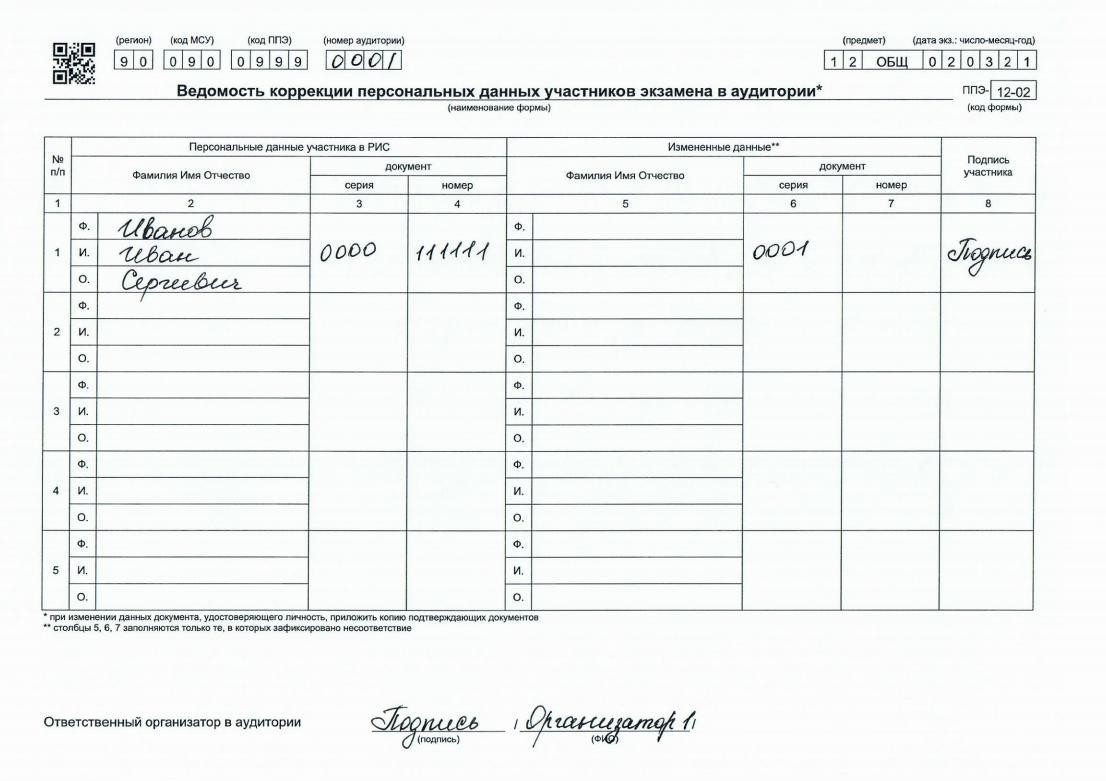 (регион) (код МСУ) (код ППЭ) (номер аудитории) (предмет) (дата экз.: число-месяц-год)
9 0 0 9 0 0 9 9 9 0001 1 2 ОБЩ 0 2 0 3 2 1
Ведомость коррекции персональных данных участников экзамена в аудитории* ППЭ- 12-02
(наименование формы) (код формы)
№ п/п Персональные данные участника в РИС Измененные данные** Подпись участника
Фамилия Имя Отчество документ Фамилия Имя Отчество документ
серия номер серия номер
1 2 3 4 5 6 7 8
Ф. Иванов Ф.
1 И. Иван 0000 111111 И. 0001 Подпись
О. Сергеевич О.
Ф. Ф.
2 И. И.
О. О.
Ф. Ф.
3 И. И.
О. О.
Ф. Ф.
4 И. И.
О. О.
Ф. Ф.
5 И. И.
О. О.
* при изменении данных документа, удостоверяющего личность, приложить копию подтверждающих документов
** столбцы 5, 6, 7 заполняются только те, в которых зафиксировано несоответствие
Ответственный организатор в аудитории Подпись / Организатор 1/
(подпись) (ФИО)